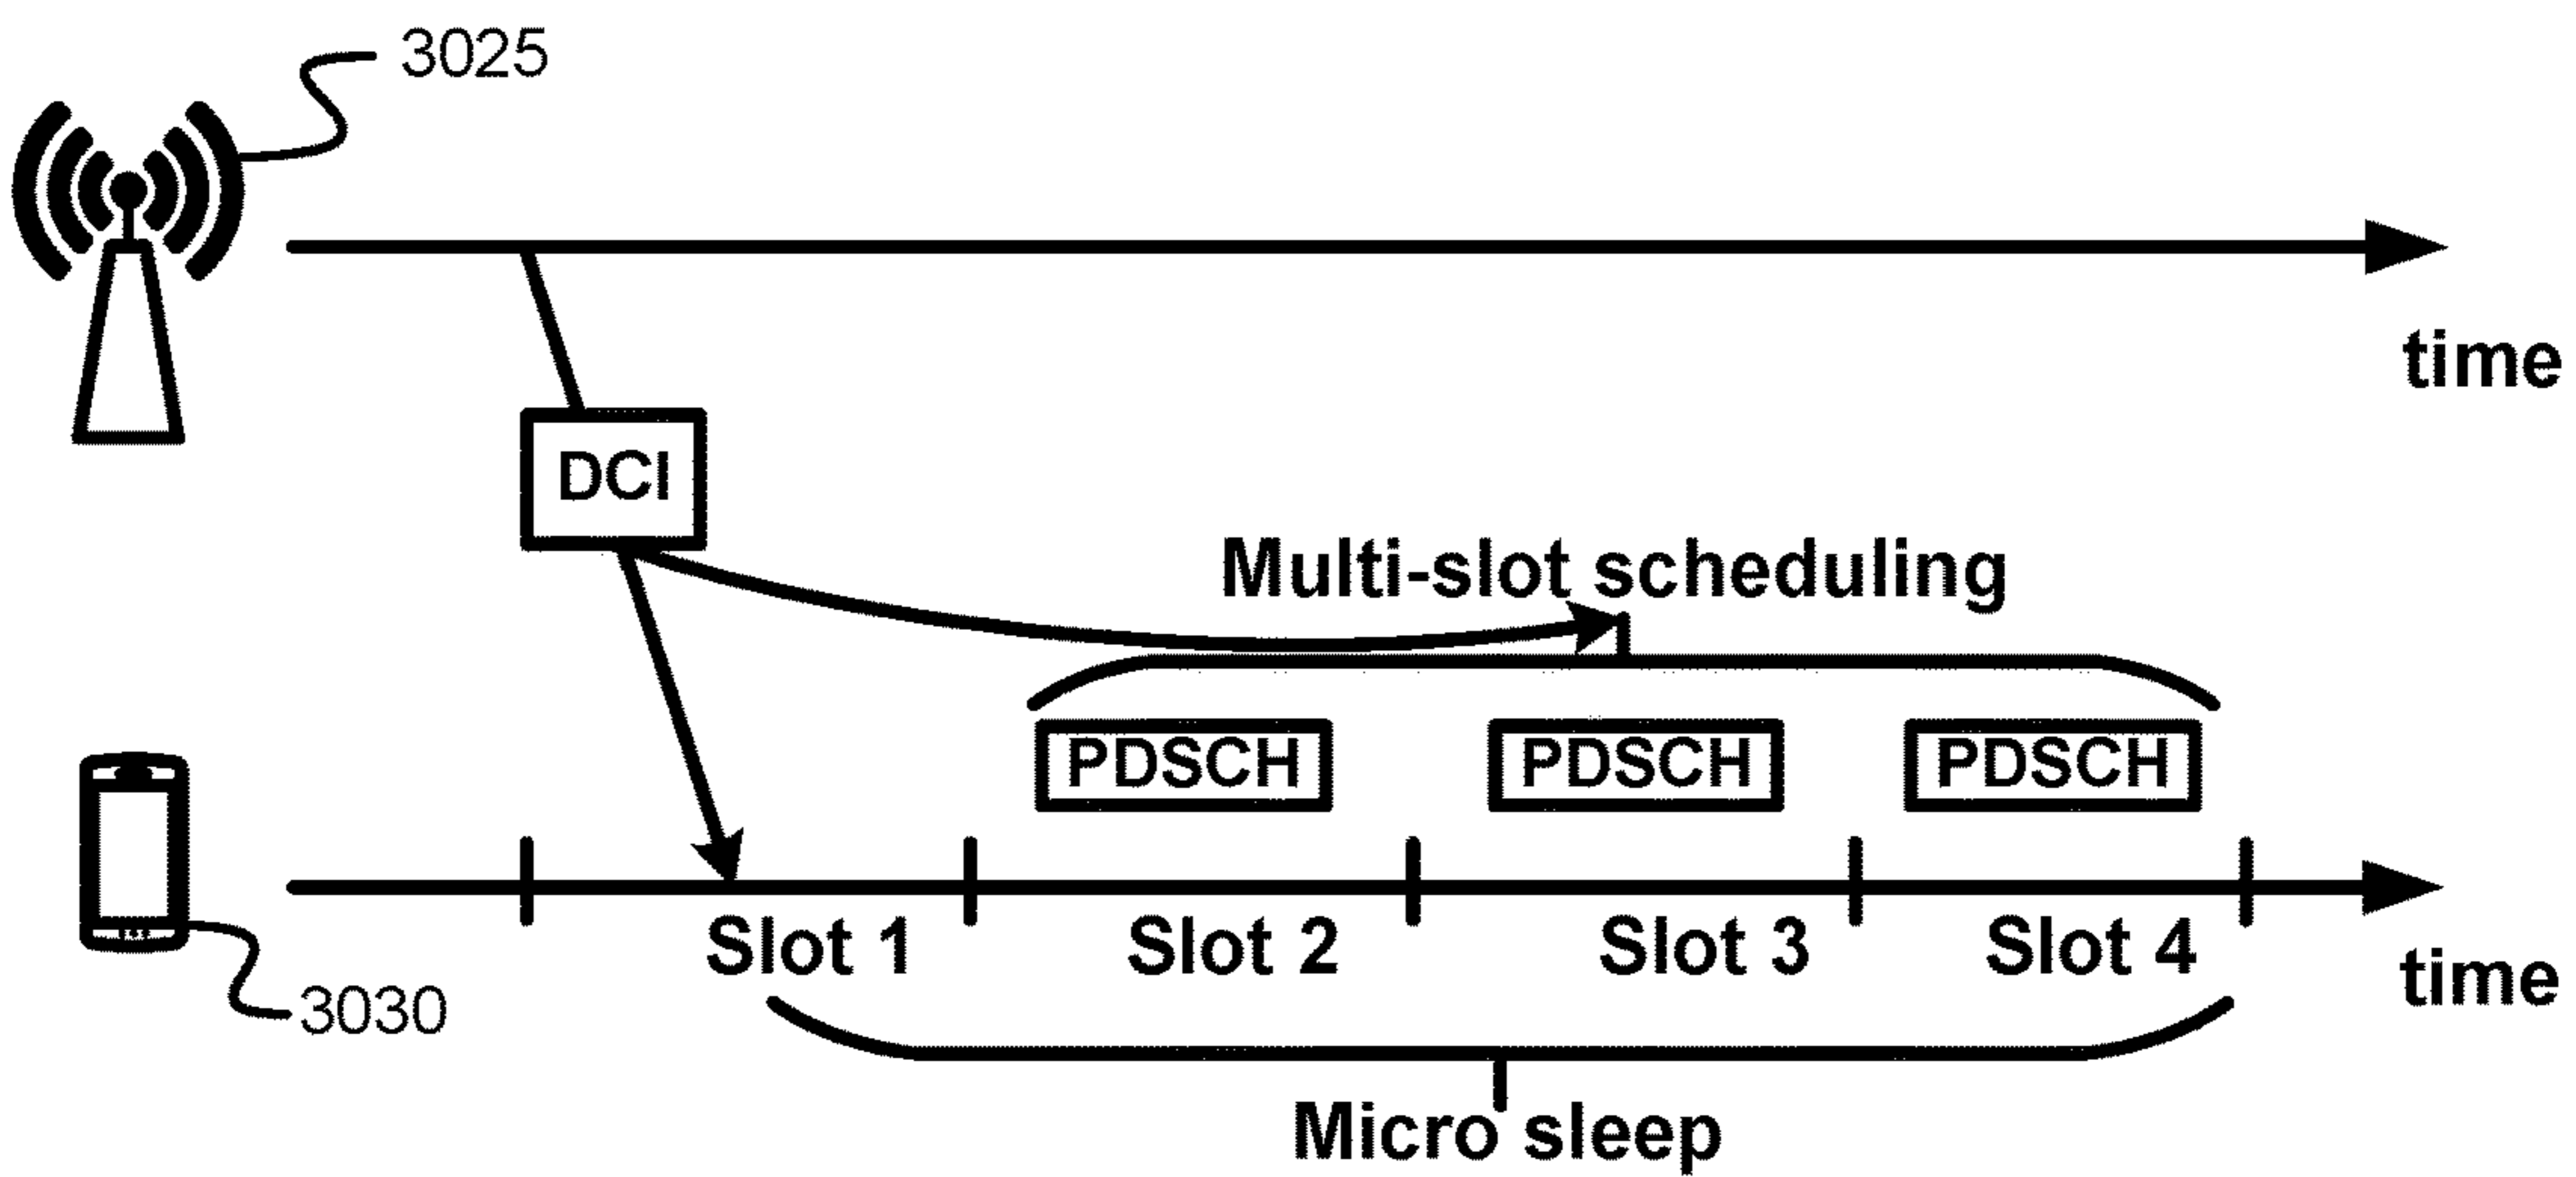 3025
time
DCI
Multi-slot scheduling
PDSCH PDSCH PDSCH
Slot 1 Slot 2 Slot 3 Slot 4
time
3030
Micro sleep